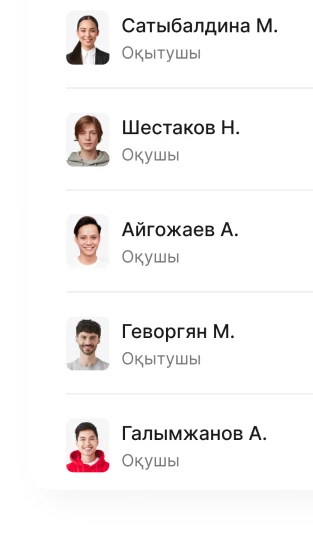 Сатыбалдина М.
Оқытушы
Шестаков Н.
Оқушы
Айгожаев А.
Оқушы
Геворгян М.
Оқытушы
Галымжанов А.
Оқушы